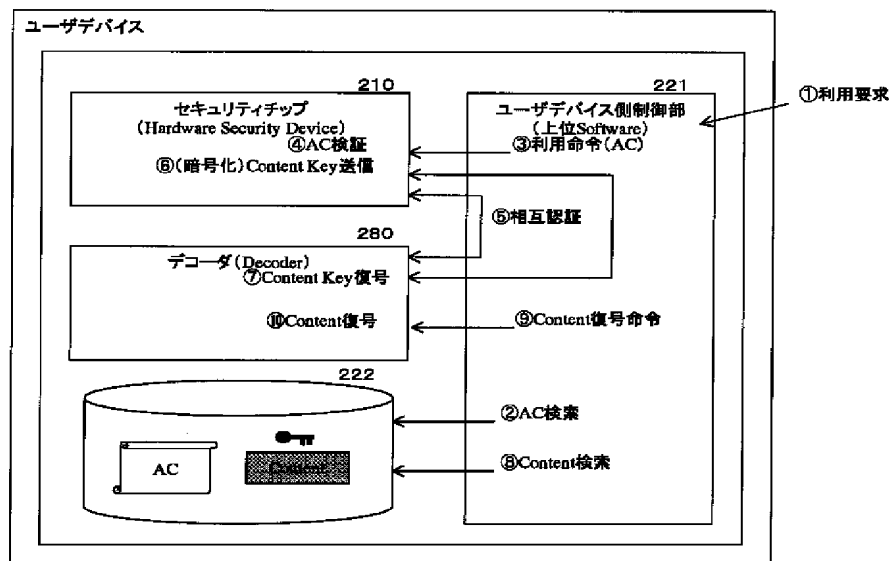 ユーザデバイス
210
セキュリティチップ
(Hardware Security Device)
④AC検証
⑥(暗号化)Content Key送信
221
ユーザデバイス側制御部
(上位Software)
③利用命令(AC)
①利用要求
⑤相互認証
280
デコーダ(Decoder)
⑦Content Key復号
⑩Content復号
⑨Content復号命令
222
②AC検索
AC
Content
⑧Content検索